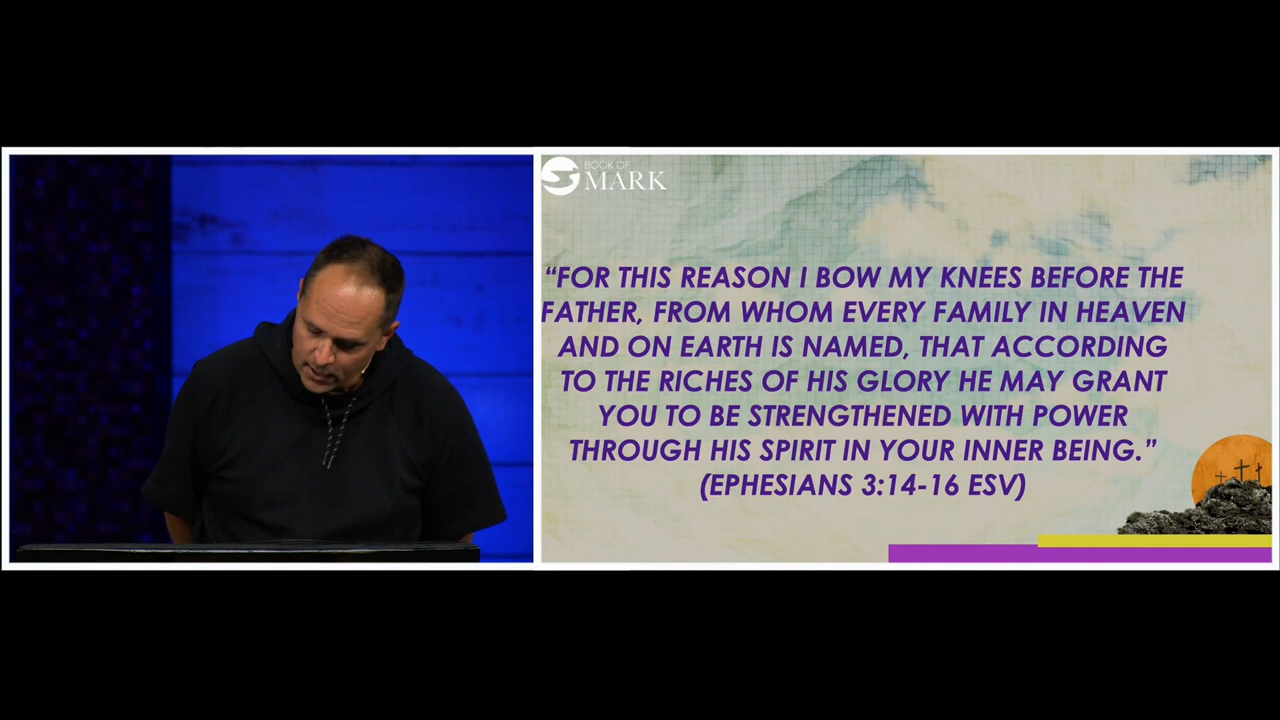 BOOK OF
MARK
“FOR THIS REASON I BOW MY KNEES BEFORE THE
FATHER, FROM WHOM EVERY FAMILY IN HEAVEN
AND ON EARTH IS NAMED, THAT ACCORDING
TO THE RICHES OF HIS GLORY HE MAY GRANT
YOU TO BE STRENGTHENED WITH POWER
THROUGH HIS SPIRIT IN YOUR INNER BEING.”
(EPHESIANS 3:14-16 ESV)